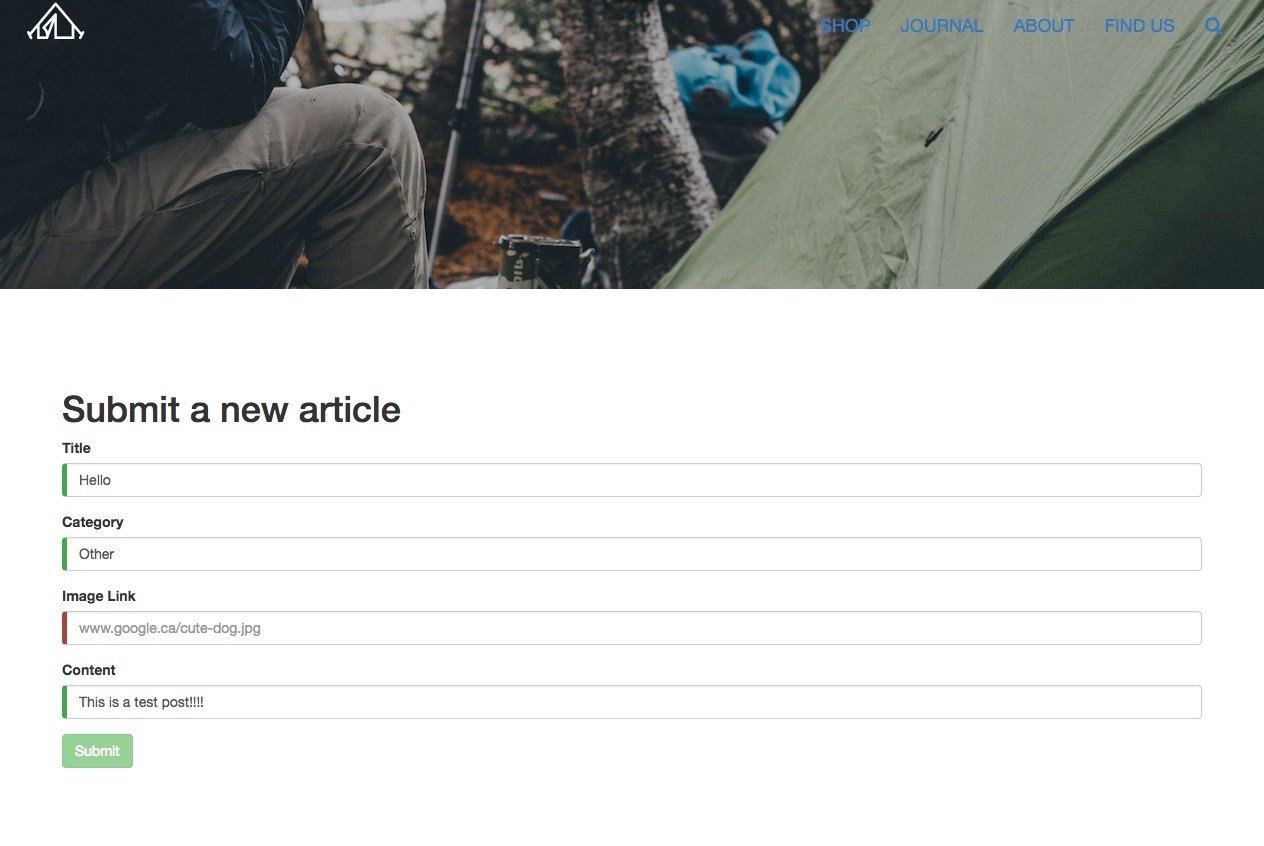 SHOP JOURNAL ABOUT FIND US
Submit a new article
Title
Hello
Category
Other
Image Link
www.google.ca/cute-dog.jpg
Content
This is a test post!!!!
Submit